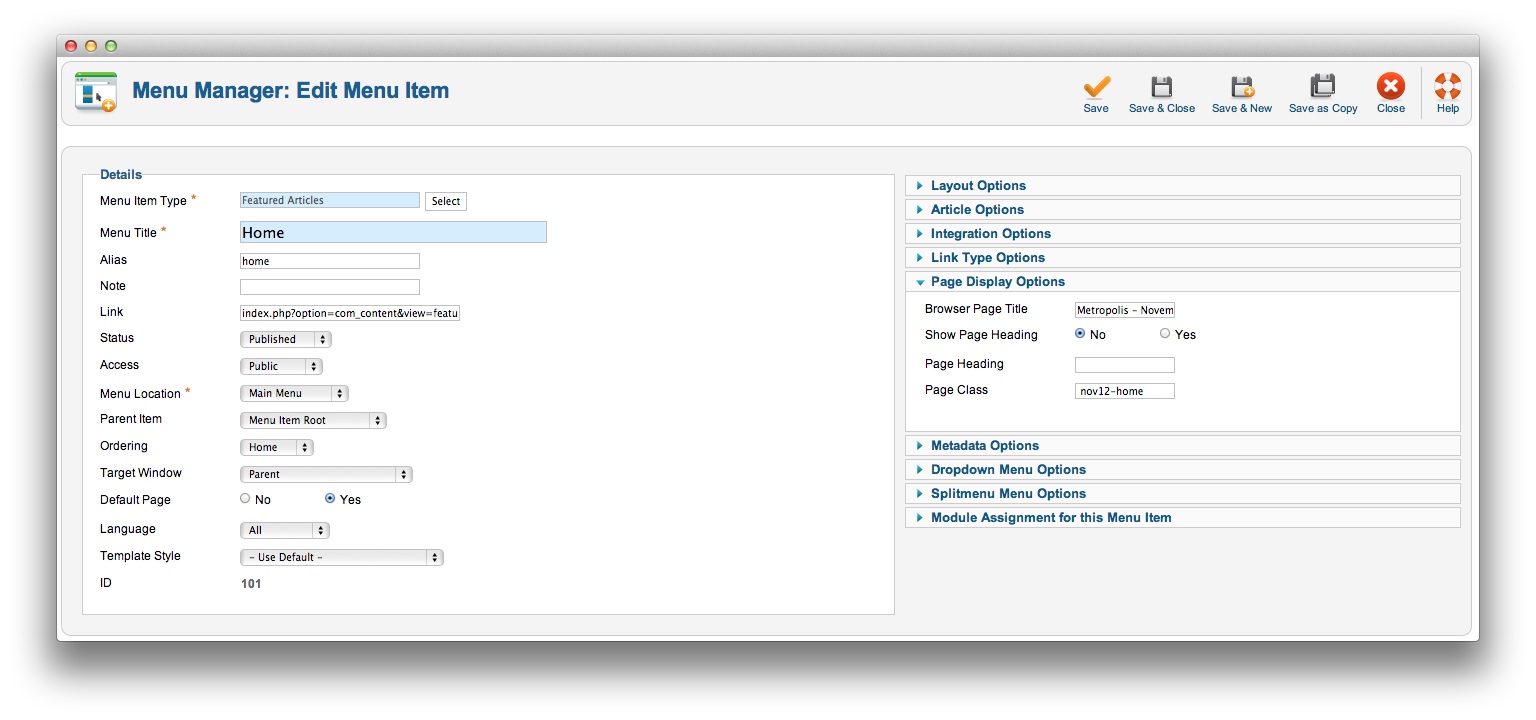 Menu Manager: Edit Menu Item
Save
Save & Close
Save & New
Save as Copy
Close
Help
Details
Menu Item Type *
Featured Articles
Select
Menu Title *
Home
Alias
home
Note
Link
index.php?option=com_content&view=featu
Status
Published
Access
Public
Menu Location *
Main Menu
Parent Item
Menu Item Root
Ordering
Home
Target Window
Parent
Default Page
No
Yes
Language
All
Template Style
- Use Default -
ID
101
Layout Options
Article Options
Integration Options
Link Type Options
Page Display Options
Browser Page Title
Metropolis - Novem
Show Page Heading
No
Yes
Page Heading
Page Class
nov12-home
Metadata Options
Dropdown Menu Options
Splitmenu Menu Options
Module Assignment for this Menu Item